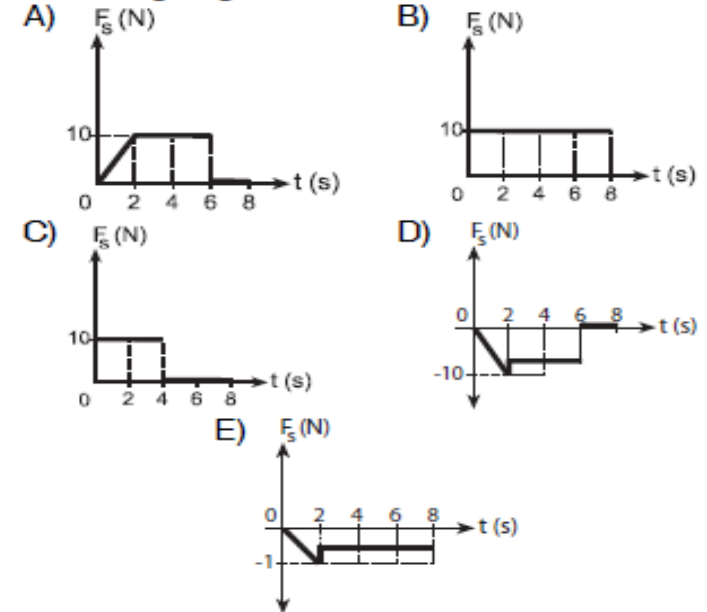 A) Fs (N)
10
t (s)
0 2 4 6 8
B) Fs (N)
10
t (s)
0 2 4 6 8
C) Fs (N)
10
t (s)
0 2 4 6 8
D) Fs (N)
0 2 4 6 8
t (s)
-10
E) Fs (N)
0 2 4 6 8
t (s)
-1